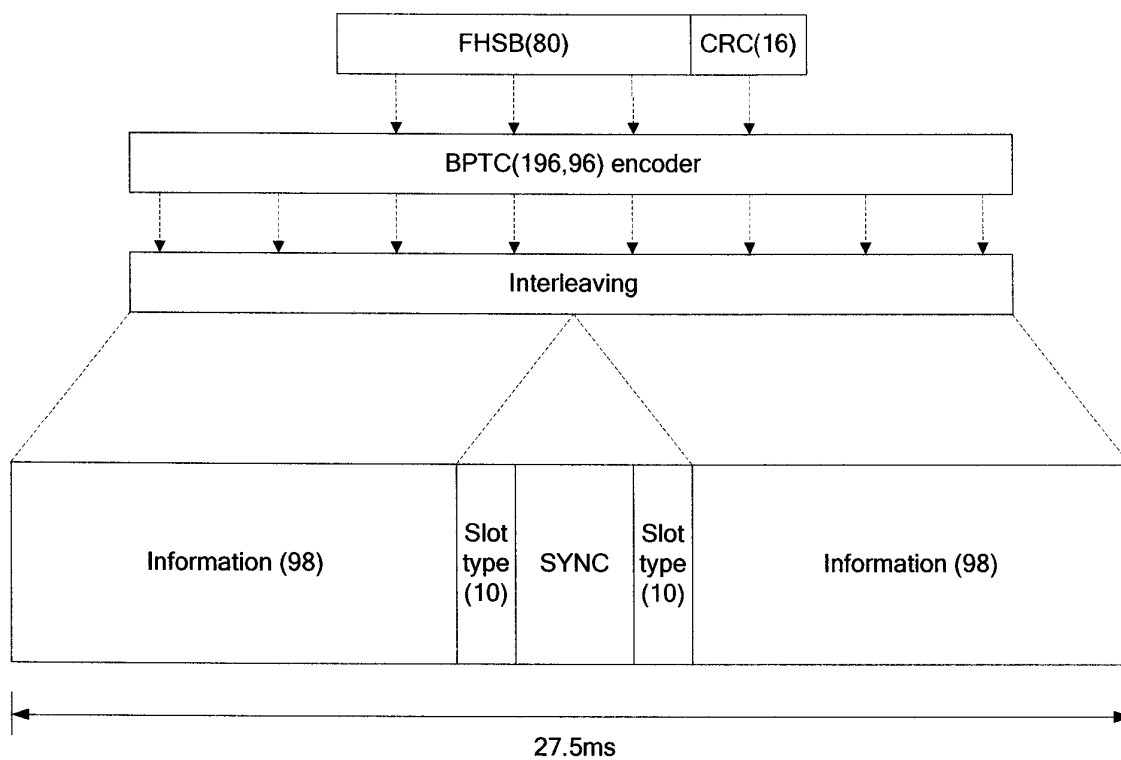 FHSB(80)
CRC(16)
BPTC(196,96) encoder
Interleaving
Information (98)
Slot
type
(10)
SYNC
Slot
type
(10)
Information (98)
27.5ms